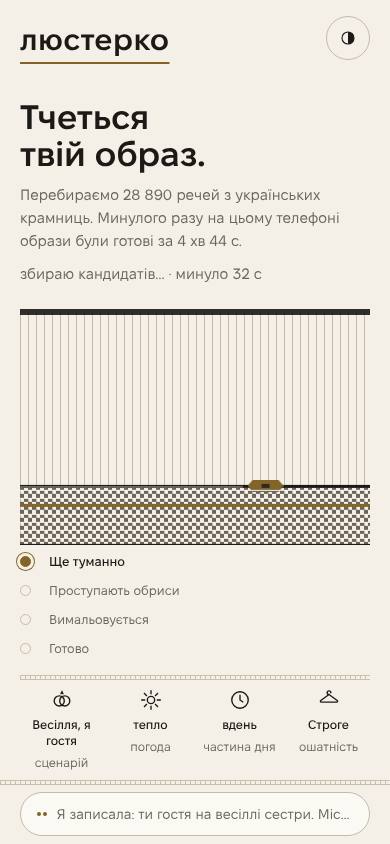 люстерко
Тчеться
твій образ.
Перебираємо 28 890 речей з українських
крамниць. Минулого разу на цьому телефоні
образи були готові за 4 хв 44 с.
збираю кандидатів… · минуло 32 с
Ще туманно
Проступають обриси
Вимальовується
Готово
Весілля, я
гостя
сценарій
тепло
погода
вдень
частина дня
Строге
ошатність
Я записала: ти гостя на весіллі сестри. Міс…